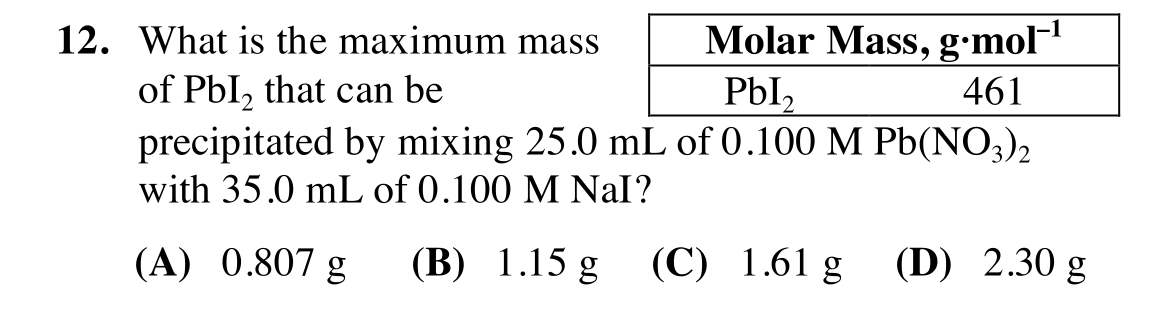 12. What is the maximum mass
of PbI₂ that can be
Molar Mass, g·mol⁻¹
PbI₂ 461
precipitated by mixing 25.0 mL of 0.100 M Pb(NO₃)₂
with 35.0 mL of 0.100 M NaI?
(A) 0.807 g (B) 1.15 g (C) 1.61 g (D) 2.30 g